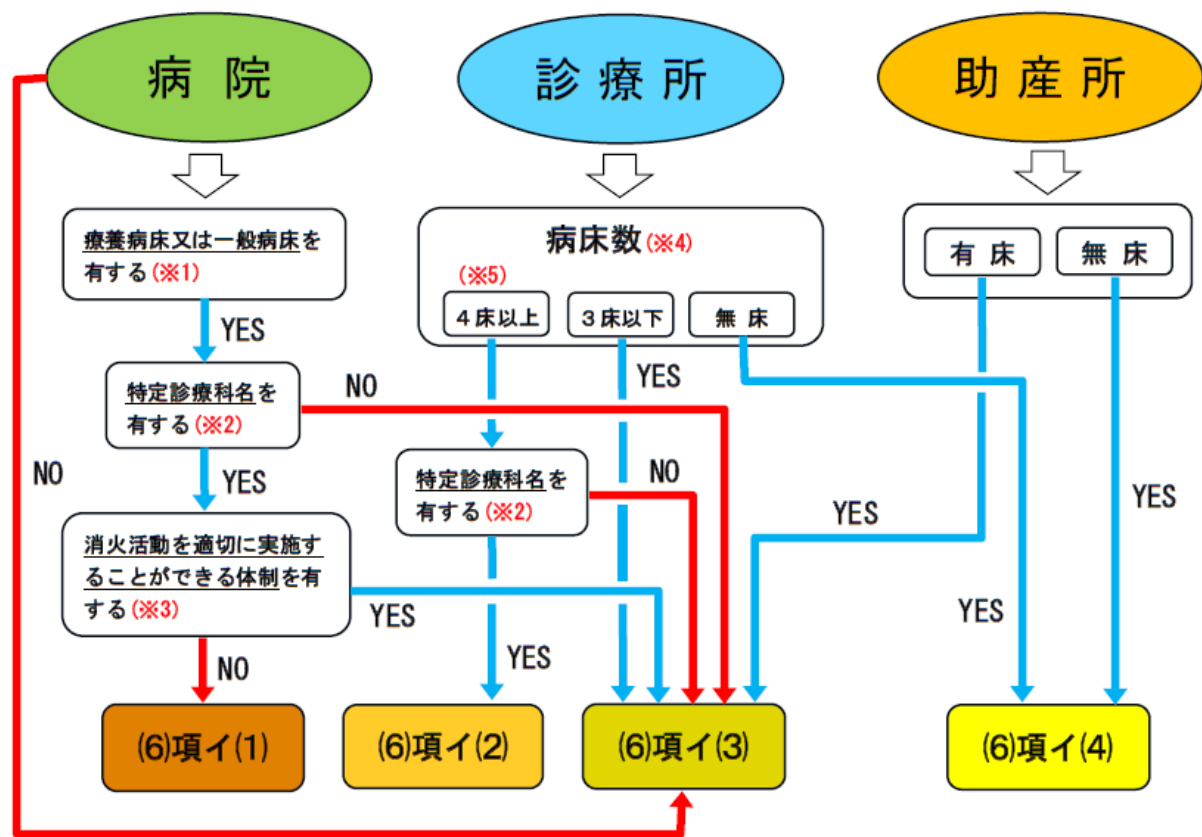 病院
診療所
助産所
療養病床又は一般病床を
有する(※1)
病床数(※4)
(※5)
4床以上
3床以下
無床
有床
無床
YES
特定診療科名を
有する(※2)
NO
YES
NO
YES
特定診療科名を
有する(※2)
NO
YES
YES
消火活動を適切に実施す
ることができる体制を有
する(※3)
YES
YES
YES
NO
(6)項イ(1)
(6)項イ(2)
(6)項イ(3)
(6)項イ(4)